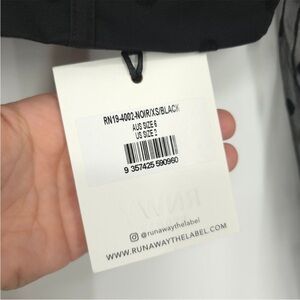 RN19-4002-NOIR/XS/BLACK
AUS SIZE 6
US SIZE 2
9 357425 590960
@runawaythelabel
WWW.RUNAWAYTHELABEL.COM